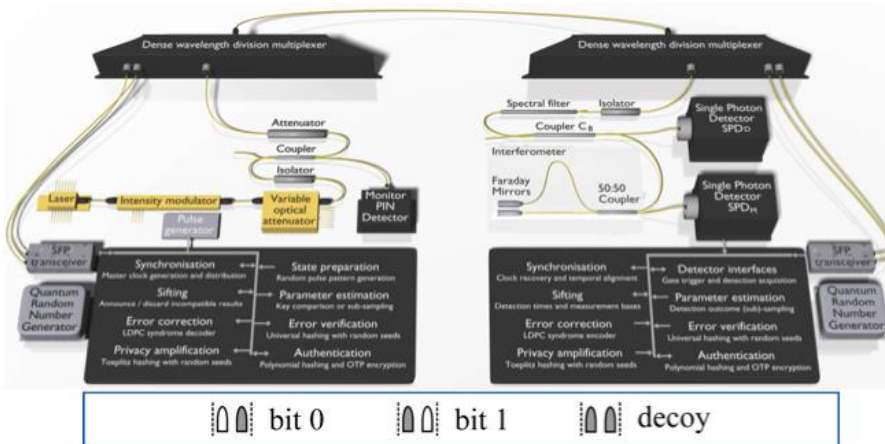 Dense wavelength division multiplexer
Attenuator
Coupler
Isolator
Laser
Intensity modulator
Variable
optical
attenuator
Monitor
PIN
Detector
Pulse
generator
SFP
transceiver
Quantum
Random
Number
Generator
Synchronisation
Master clock generation and distribution
Sifting
Announce / discard incompatible results
Error correction
LDPC syndrome decoder
Privacy amplification
Toeplitz hashing with random seeds
State preparation
Random pulse pattern generation
Parameter estimation
Key comparison or sub-sampling
Error verification
Universal hashing with random seeds
Authentication
Polynomial hashing and OTP encryption
Dense wavelength division multiplexer
Spectral filter
Isolator
Coupler C_B
Single Photon
Detector
SPD_D
Interferometer
Faraday
Mirrors
50:50
Coupler
Single Photon
Detector
SPD_M
Synchronisation
Clock recovery and temporal alignment
Sifting
Detection times and measurement bases
Error correction
LDPC syndrome encoder
Privacy amplification
Toeplitz hashing with random seeds
Detector interfaces
Gate trigger and detection acquisition
Parameter estimation
Detection outcome (sub)-sampling
Error verification
Universal hashing with random seeds
Authentication
Polynomial hashing and OTP encryption
SFP
transceiver
Quantum
Random
Number
Generator
bit 0 bit 1 decoy